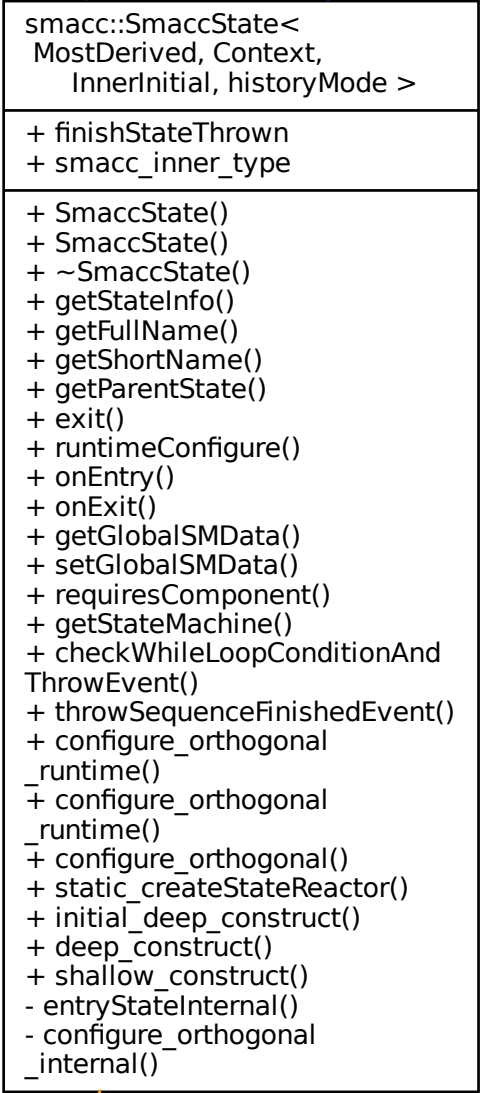 smacc::SmaccState<
MostDerived, Context,
InnerInitial, historyMode >
+ finishStateThrown
+ smacc_inner_type
+ SmaccState()
+ SmaccState()
+ ~SmaccState()
+ getStateInfo()
+ getFullName()
+ getShortName()
+ getParentState()
+ exit()
+ runtimeConfigure()
+ onEntry()
+ onExit()
+ getGlobalSMData()
+ setGlobalSMData()
+ requiresComponent()
+ getStateMachine()
+ checkWhileLoopConditionAnd
ThrowEvent()
+ throwSequenceFinishedEvent()
+ configure_orthogonal
_runtime()
+ configure_orthogonal
_runtime()
+ configure_orthogonal()
+ static_createStateReactor()
+ initial_deep_construct()
+ deep_construct()
+ shallow_construct()
- entryStateInternal()
- configure_orthogonal
_internal()